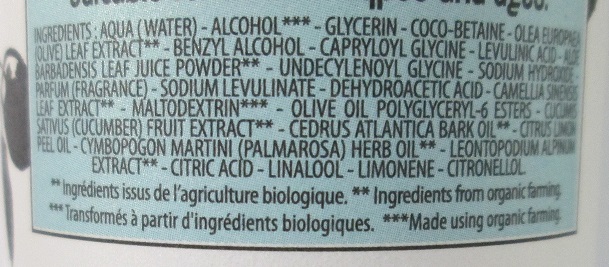 INGREDIENTS : AQUA (WATER) - ALCOHOL*** - GLYCERIN - COCO-BETAINE - OLEA EUROPAEA
(OLIVE) LEAF EXTRACT** - BENZYL ALCOHOL - CAPRYLOYL GLYCINE - LEVULINIC ACID - ALOE
BARBADENSIS LEAF JUICE POWDER** - UNDECYLENOYL GLYCINE - SODIUM HYDROXIDE -
PARFUM (FRAGRANCE) - SODIUM LEVULINATE - DEHYDROACETIC ACID - CAMELLIA SINENSIS
LEAF EXTRACT** - MALTODEXTRIN*** - OLIVE OIL POLYGLYCERYL-6 ESTERS - CUCUMIS
SATIVUS (CUCUMBER) FRUIT EXTRACT** - CEDRUS ATLANTICA BARK OIL** - CITRUS LIMON
PEEL OIL - CYMBOPOGON MARTINI (PALMAROSA) HERB OIL** - LEONTOPODIUM ALPINUM
EXTRACT** - CITRIC ACID - LINALOOL - LIMONENE - CITRONELLOL.
** Ingrédients issus de l'agriculture biologique. ** Ingredients from organic farming.
*** Transformés à partir d'ingrédients biologiques. ***Made using organic farming.